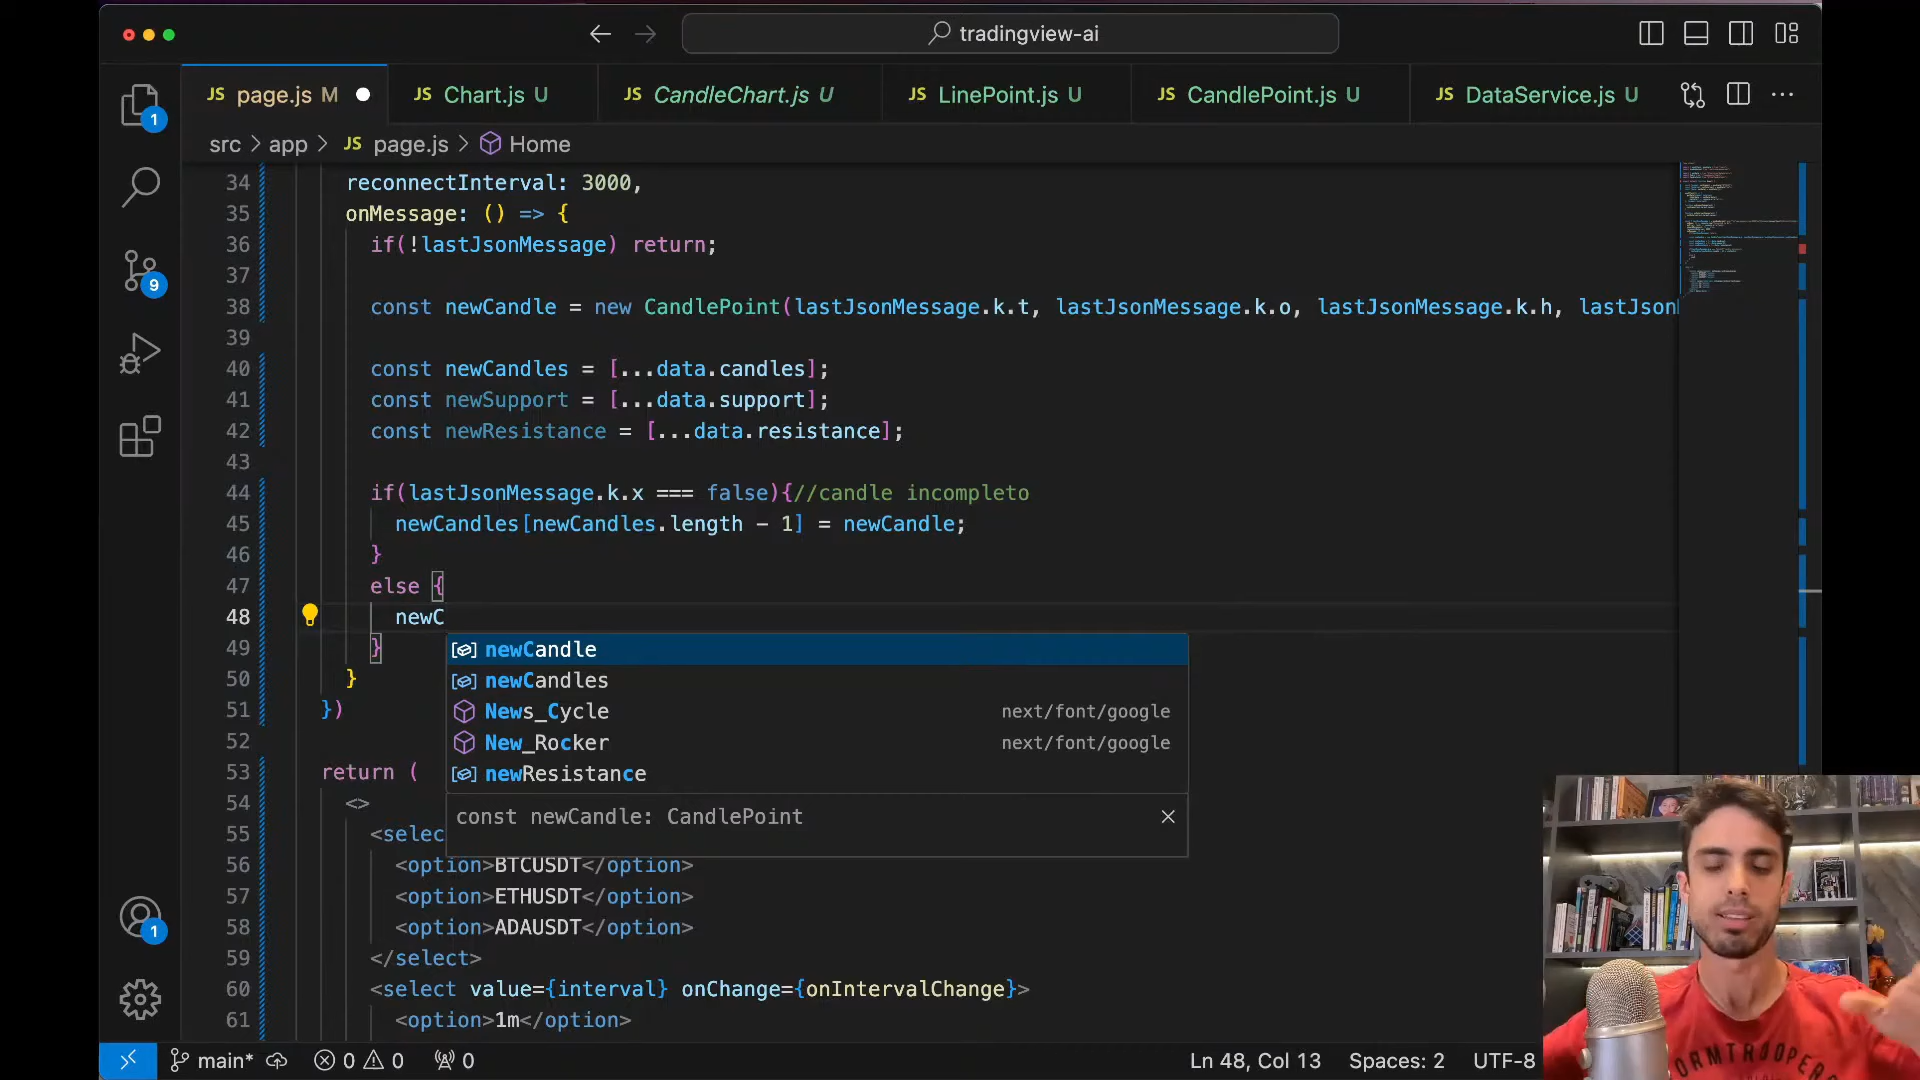 tradingview-ai
JS page.js M
JS Chart.js U
JS CandleChart.js U
JS LinePoint.js U
JS CandlePoint.js U
JS DataService.js U
src > app > JS page.js > Home
34 reconnectInterval: 3000,
35 onMessage: () => {
36 if(!lastJsonMessage) return;
37
38 const newCandle = new CandlePoint(lastJsonMessage.k.t, lastJsonMessage.k.o, lastJsonMessage.k.h, lastJson
39
40 const newCandles = [...data.candles];
41 const newSupport = [...data.support];
42 const newResistance = [...data.resistance];
43
44 if(lastJsonMessage.k.x === false){//candle incompleto
45 newCandles[newCandles.length - 1] = newCandle;
46 }
47 else {
48 newC
49 }
newCandle
newCandles
News_Cycle next/font/google
New_Rocker next/font/google
newResistance
const newCandle: CandlePoint
50 }
51 })
52
53 return (
54 <>
55 <selec
56 <option>BTCUSDT</option>
57 <option>ETHUSDT</option>
58 <option>ADAUSDT</option>
59 </select>
60 <select value={interval} onChange={onIntervalChange}>
61 <option>1m</option>
1
9
1
main* 0 0 0
Ln 48, Col 13 Spaces: 2 UTF-8